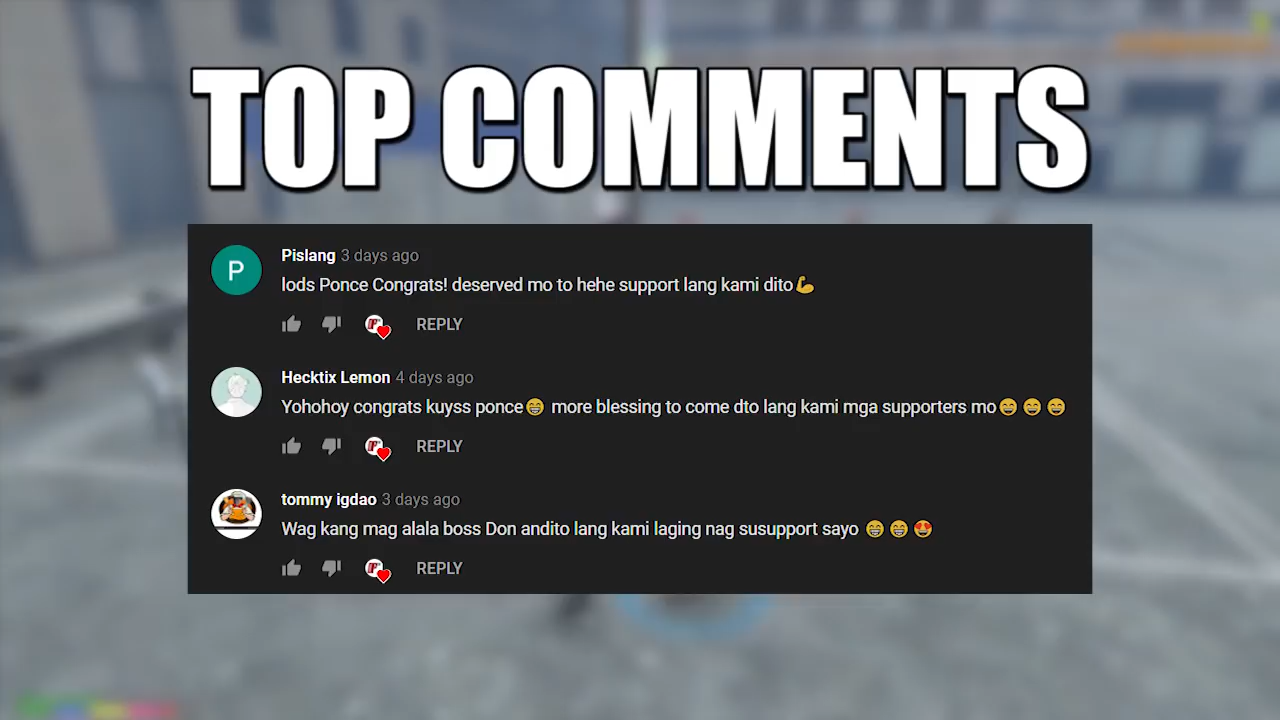 TOP COMMENTS
P
Pislang 3 days ago
lods Ponce Congrats! deserved mo to hehe support lang kami dito💪
REPLY
Hecktix Lemon 4 days ago
Yohohoy congrats kuyss ponce😁 more blessing to come dto lang kami mga supporters mo😄😄😄
REPLY
tommy igdao 3 days ago
Wag kang mag alala boss Don andito lang kami laging nag susupport sayo 😁😁😍
REPLY